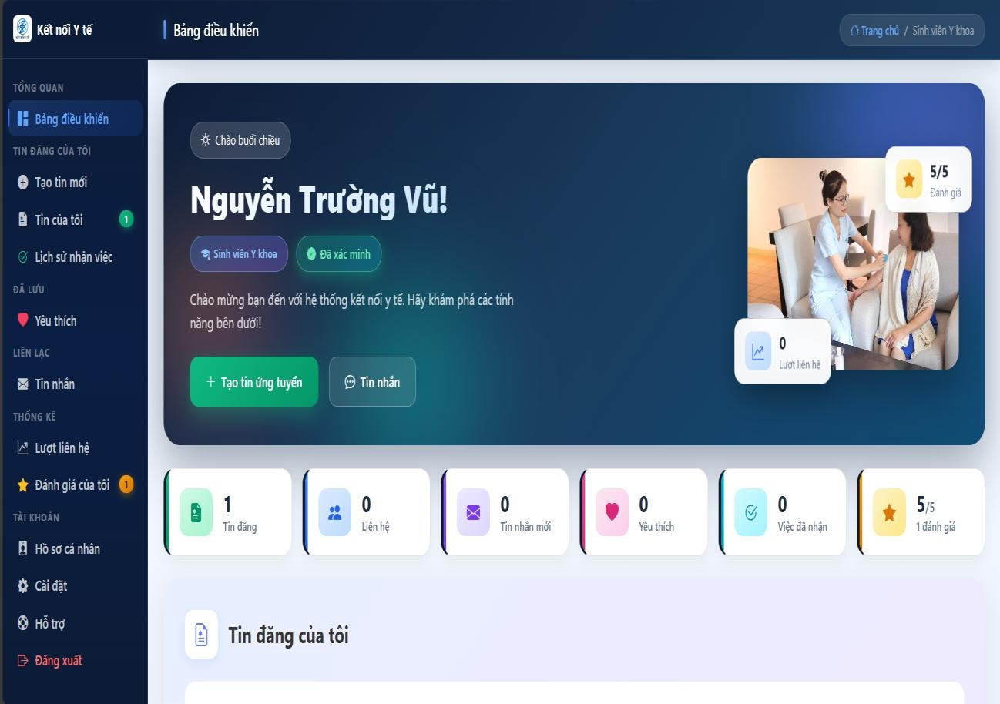 Kết nối Y tế
Bảng điều khiển
Trang chủ / Sinh viên Y khoa
TỔNG QUAN
Bảng điều khiển
TIN ĐĂNG CỦA TÔI
Tạo tin mới
Tin của tôi 1
Lịch sử nhận việc
ĐÃ LƯU
Yêu thích
LIÊN LẠC
Tin nhắn
THỐNG KÊ
Lượt liên hệ
Đánh giá của tôi 1
TÀI KHOẢN
Hồ sơ cá nhân
Cài đặt
Hỗ trợ
Đăng xuất
Chào buổi chiều
Nguyễn Trường Vũ!
Sinh viên Y khoa Đã xác minh
Chào mừng bạn đến với hệ thống kết nối y tế. Hãy khám phá các tính
năng bên dưới!
Tạo tin ứng tuyển Tin nhắn
5/5
Đánh giá
0
Lượt liên hệ
1
Tin đăng
0
Liên hệ
0
Tin nhắn mới
0
Yêu thích
0
Việc đã nhận
5/5
1 đánh giá
Tin đăng của tôi